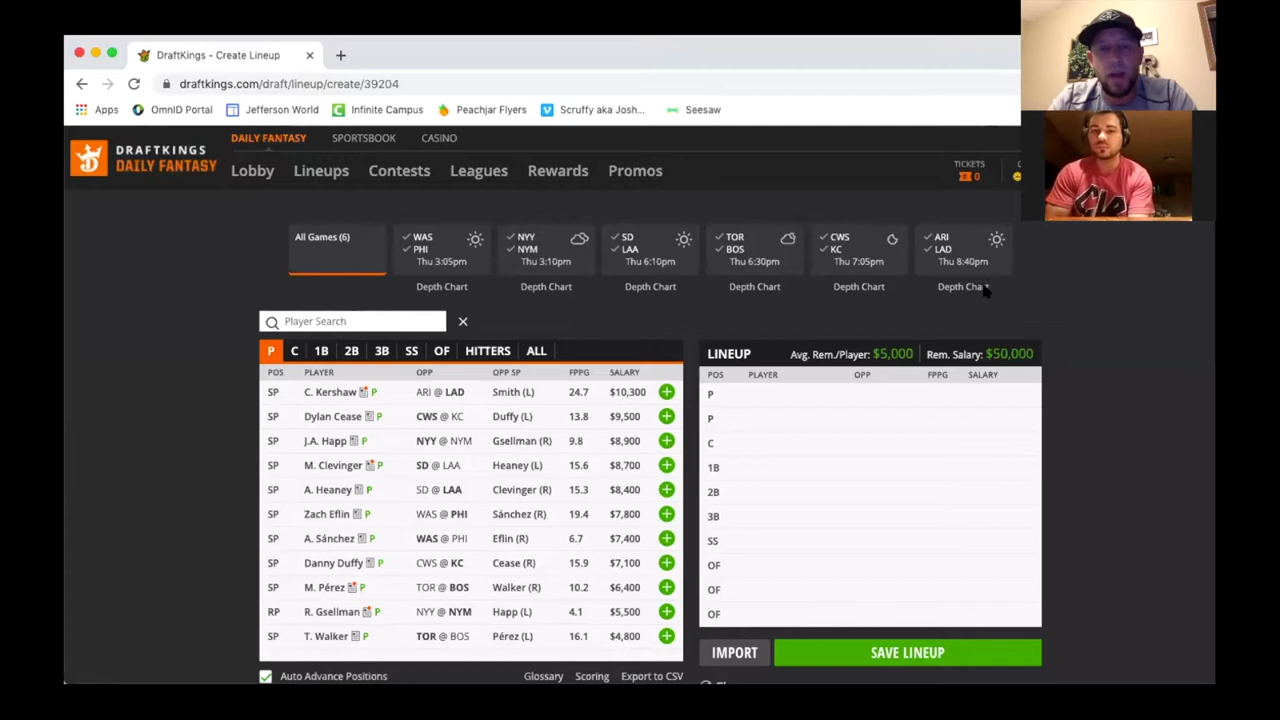 DraftKings - Create Lineup
draftkings.com/draft/lineup/create/39204
Apps OmnID Portal Jefferson World Infinite Campus Peachjar Flyers Scruffy aka Josh... Seesaw
DAILY FANTASY SPORTSBOOK CASINO
DRAFTKINGS
DAILY FANTASY
Lobby Lineups Contests Leagues Rewards Promos
TICKETS
0
All Games (6)
WAS
PHI
Thu 3:05pm
Depth Chart
NYY
NYM
Thu 3:10pm
Depth Chart
SD
LAA
Thu 6:10pm
Depth Chart
TOR
BOS
Thu 6:30pm
Depth Chart
CWS
KC
Thu 7:05pm
Depth Chart
ARI
LAD
Thu 8:40pm
Depth Chart
Player Search
P C 1B 2B 3B SS OF HITTERS ALL
POS PLAYER OPP OPP SP FPPG SALARY
SP C. Kershaw P ARI @ LAD Smith (L) 24.7 $10,300
SP Dylan Cease P CWS @ KC Duffy (L) 13.8 $9,500
SP J.A. Happ P NYY @ NYM Gsellman (R) 9.8 $8,900
SP M. Clevinger P SD @ LAA Heaney (L) 15.6 $8,700
SP A. Heaney P SD @ LAA Clevinger (R) 15.3 $8,400
SP Zach Eflin P WAS @ PHI Sánchez (R) 19.4 $7,800
SP A. Sánchez P WAS @ PHI Eflin (R) 6.7 $7,400
SP Danny Duffy P CWS @ KC Cease (R) 15.9 $7,100
SP M. Pérez P TOR @ BOS Walker (R) 10.2 $6,400
RP R. Gsellman P NYY @ NYM Happ (L) 4.1 $5,500
SP T. Walker P TOR @ BOS Pérez (L) 16.1 $4,800
Auto Advance Positions Glossary Scoring Export to CSV
LINEUP Avg. Rem./Player: $5,000 Rem. Salary: $50,000
POS PLAYER OPP FPPG SALARY
P
P
C
1B
2B
3B
SS
OF
OF
OF
IMPORT SAVE LINEUP